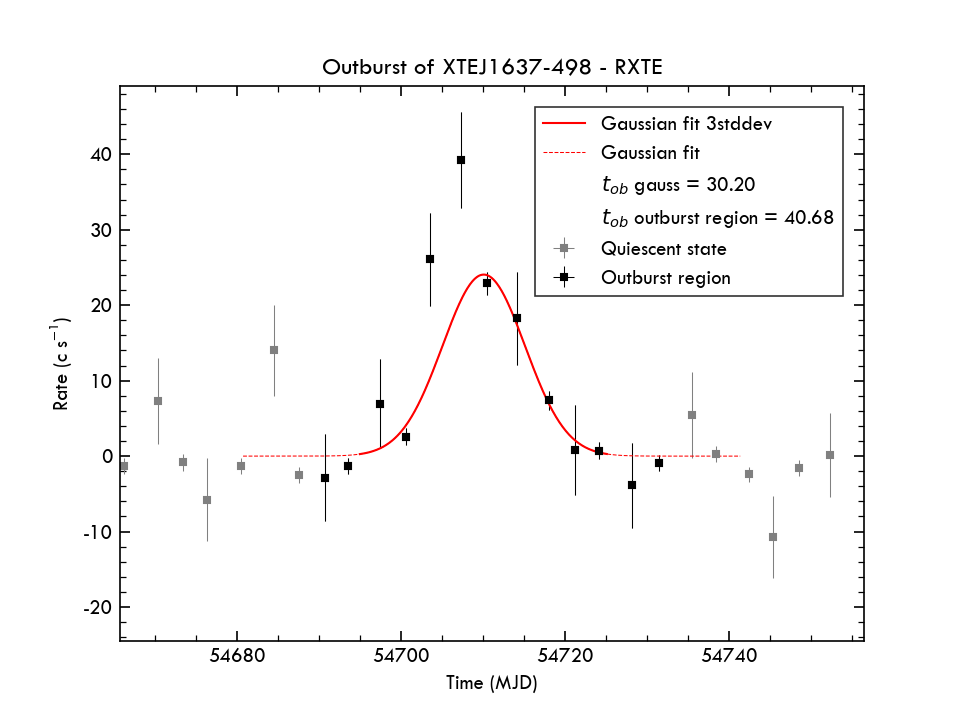 Outburst of XTEJ1637-498 - RXTE
Gaussian fit 3stddev
Gaussian fit
t_ob gauss = 30.20
t_ob outburst region = 40.68
Quiescent state
Outburst region
Rate (c s⁻¹)
40
30
20
10
0
-10
-20
54680 54700 54720 54740
Time (MJD)